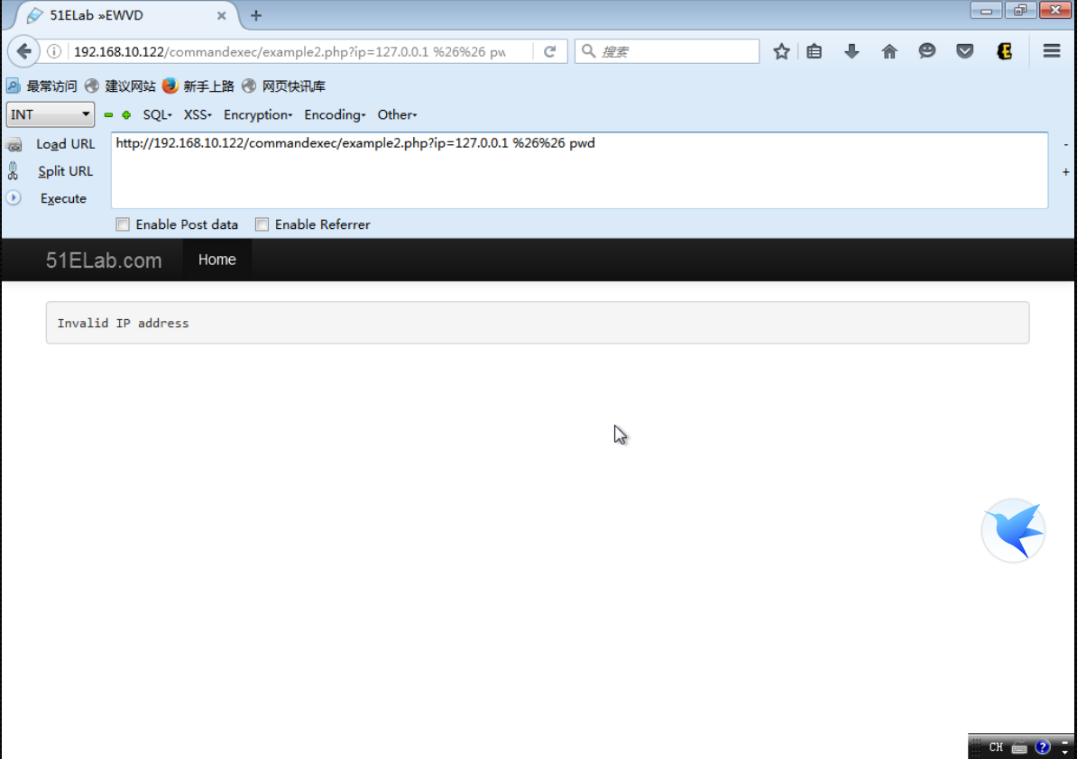 51ELab »EWVD
192.168.10.122/commandexec/example2.php?ip=127.0.0.1 %26%26 pw
搜索
最常访问 建议网站 新手上路 网页快讯库
INT SQL XSS Encryption Encoding Other
Load URL http://192.168.10.122/commandexec/example2.php?ip=127.0.0.1 %26%26 pwd
Split URL
Execute
Enable Post data Enable Referrer
51ELab.com Home
Invalid IP address
CH